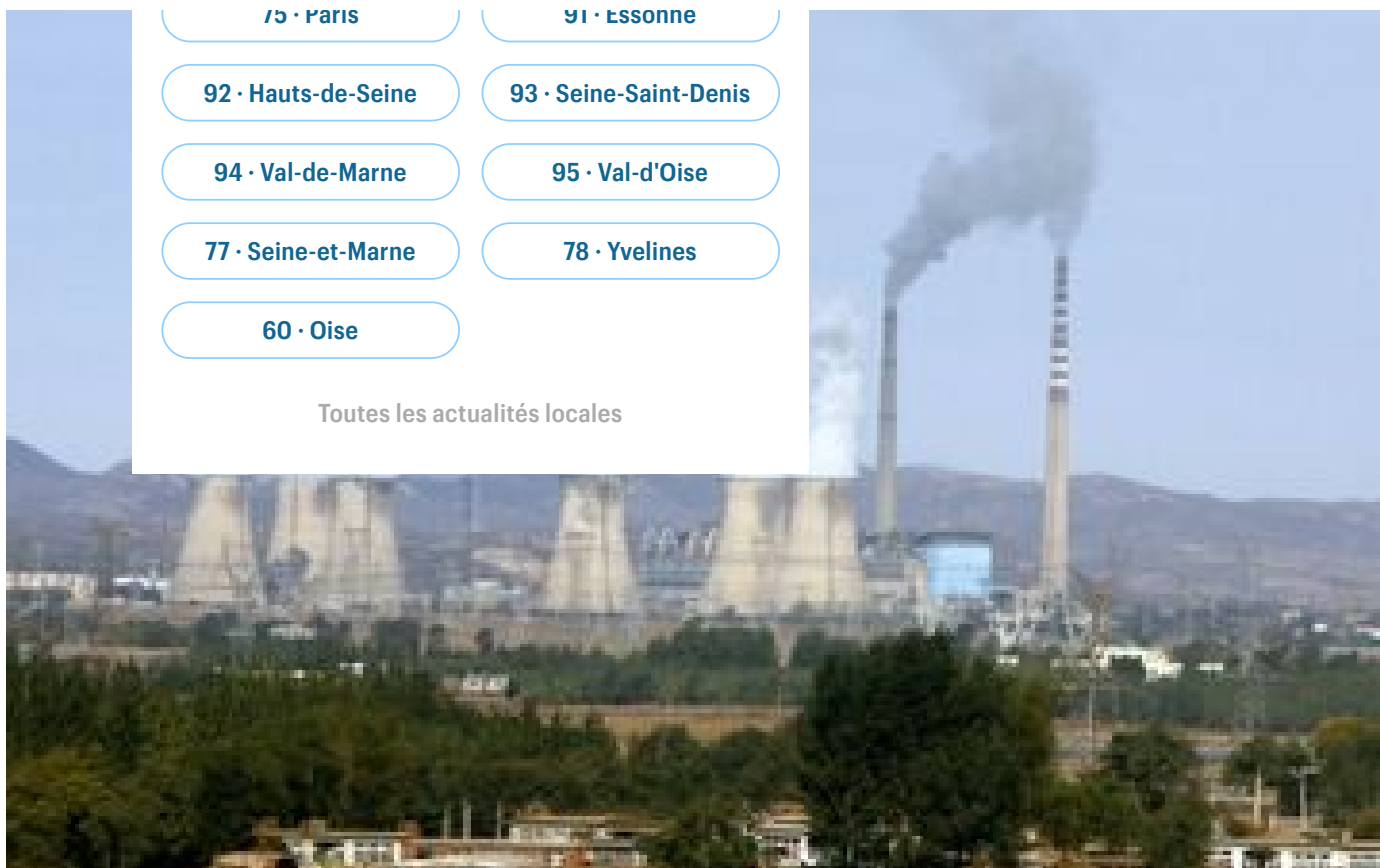 75 · Paris
91 · Essonne
92 · Hauts-de-Seine
93 · Seine-Saint-Denis
94 · Val-de-Marne
95 · Val-d'Oise
77 · Seine-et-Marne
78 · Yvelines
60 · Oise
Toutes les actualités locales